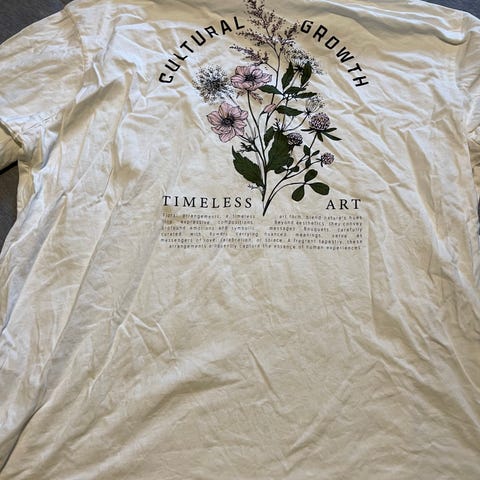 CULTURAL GROWTH
TIMELESS ART
Floral arrangements, a timeless art form, blend nature's hues
into expressive compositions. Beyond aesthetics, they convey
profound emotions and symbolic messages. Bouquets, carefully
curated with flowers carrying nuanced meanings, serve as
messengers of love, celebration, or solace. A fragrant tapestry, these
arrangements eloquently capture the essence of human experiences